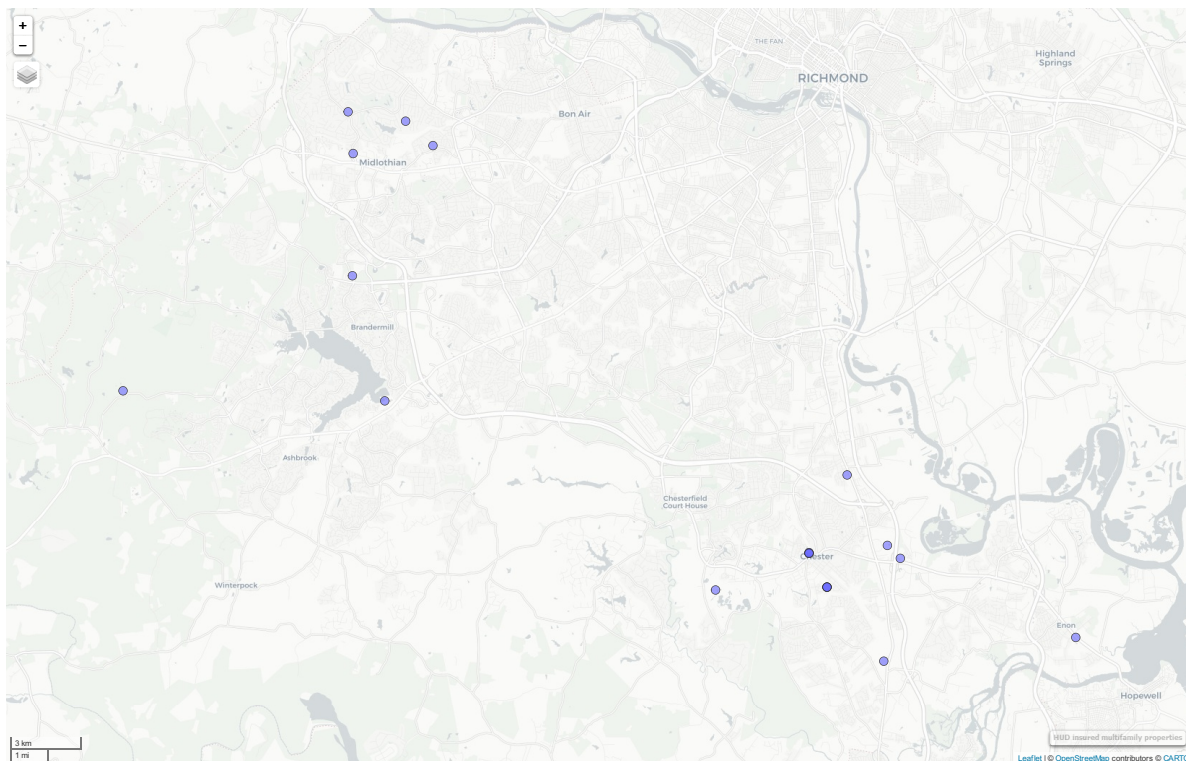 +
−
THE FAN
RICHMOND
Highland
Springs
Bon Air
Midlothian
Brandermill
Ashbrook
Chesterfield
Court House
Chester
Winterpock
Enon
Hopewell
3 km
1 mi
HUD insured multifamily properties
Leaflet | © OpenStreetMap contributors © CARTO